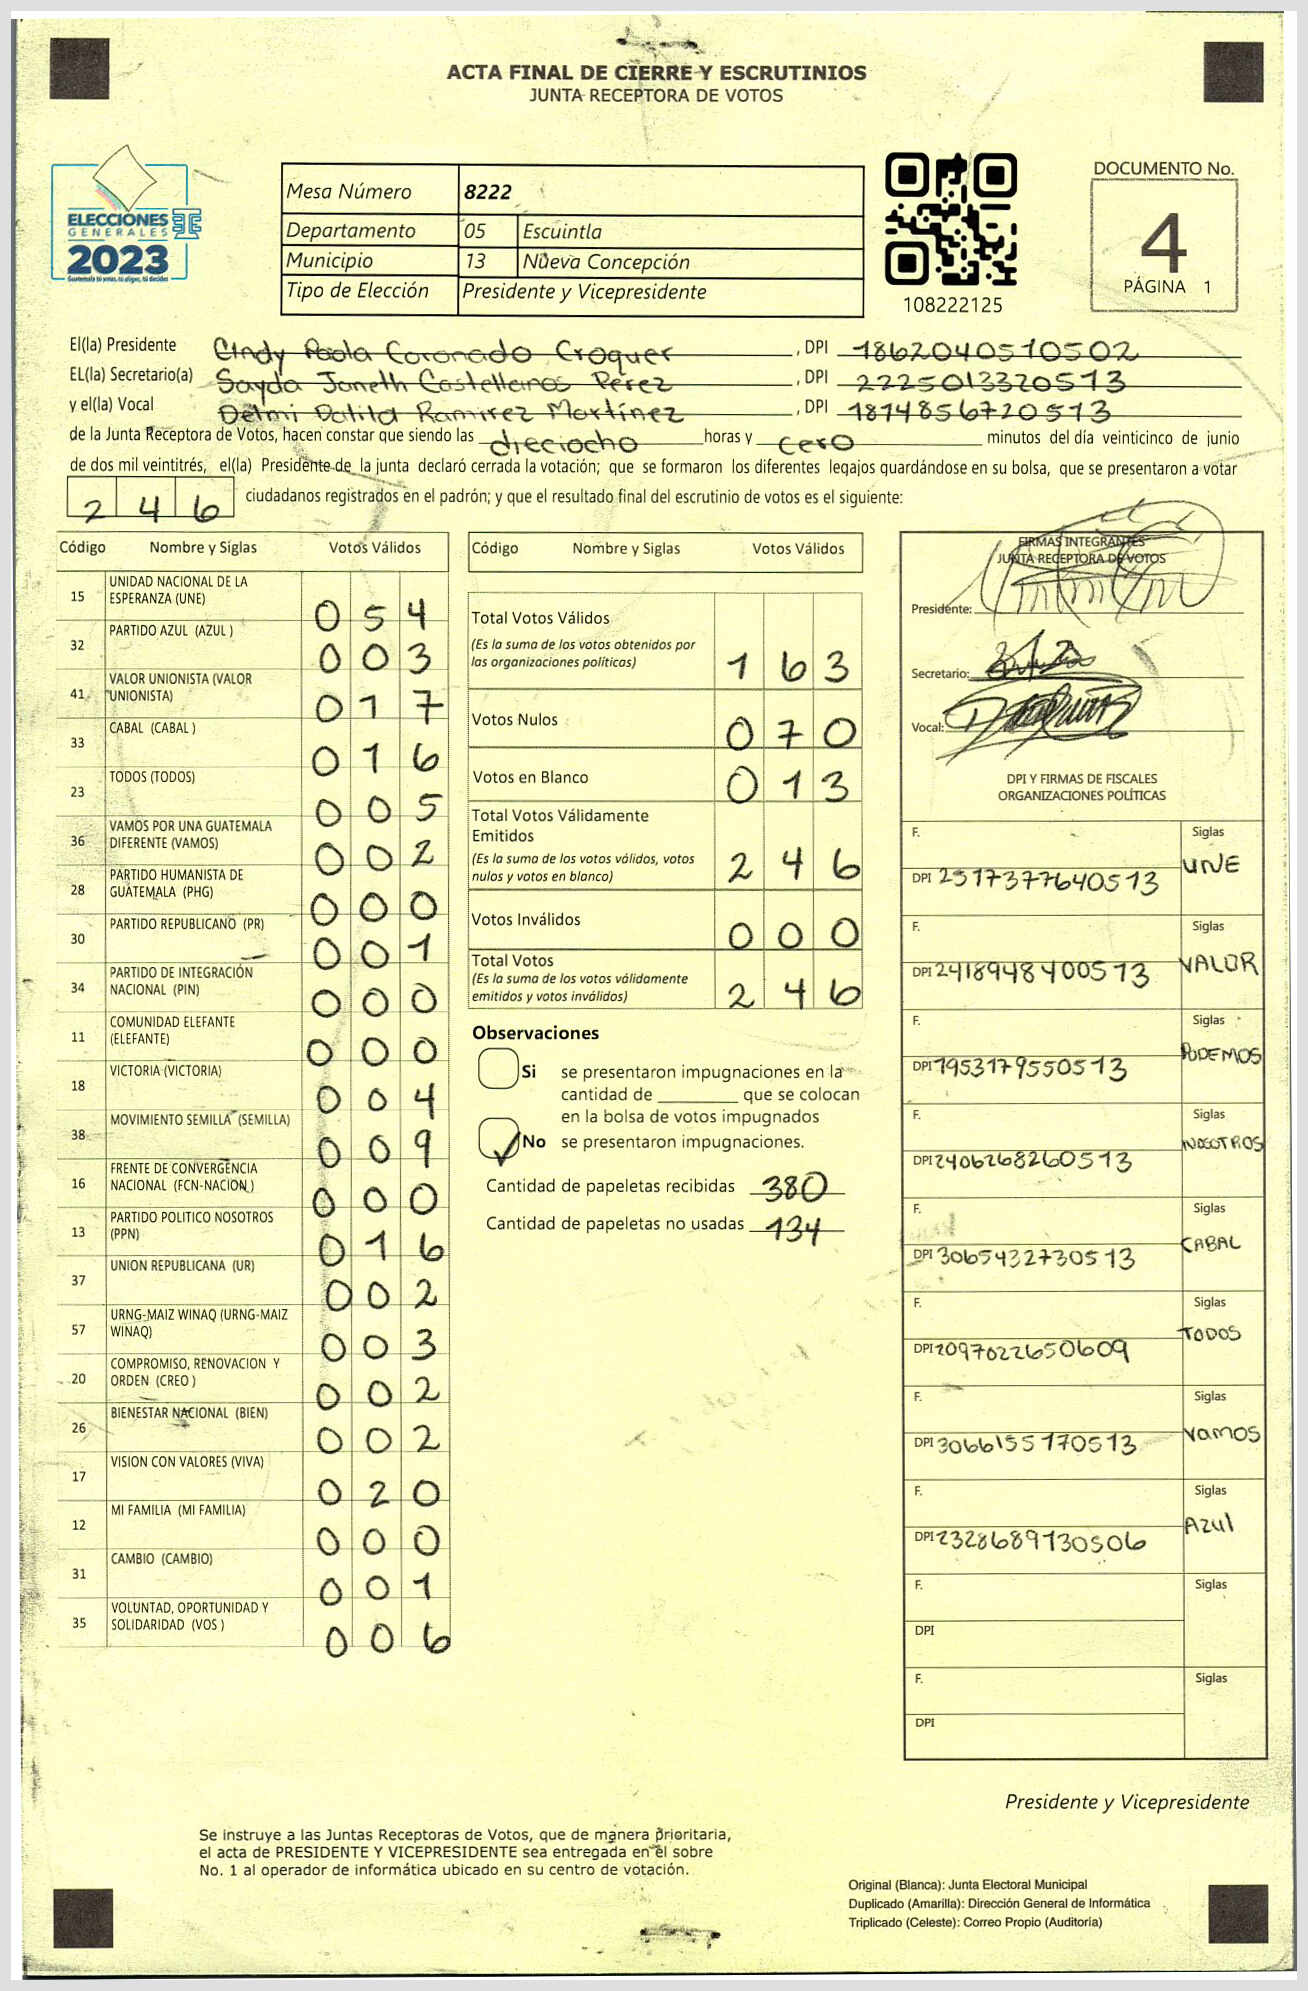 ACTA FINAL DE CIERRE Y ESCRUTINIOS
JUNTA RECEPTORA DE VOTOS
ELECCIONES
GENERALES
2023
Guatemala tú votas, tú eliges, tú decides
Mesa Número 8222
Departamento 05 Escuintla
Municipio 13 Nueva Concepción
Tipo de Elección Presidente y Vicepresidente
108222125
DOCUMENTO No.
4
PÁGINA 1
El(la) Presidente Cindy Paola Coronado Croquer , DPI 1862040510502
EL(la) Secretario(a) Sayda Janeth Castellanos Pérez , DPI 2225013320513
y el(la) Vocal Delmi Dalila Ramirez Martínez , DPI 1874856720513
de la Junta Receptora de Votos, hacen constar que siendo las dieciocho horas y cero minutos del día veinticinco de junio
de dos mil veintitrés, el(la) Presidente de la junta declaró cerrada la votación; que se formaron los diferentes legajos guardándose en su bolsa, que se presentaron a votar
2 4 6 ciudadanos registrados en el padrón; y que el resultado final del escrutinio de votos es el siguiente:
Código Nombre y Siglas Votos Válidos
15 UNIDAD NACIONAL DE LA
ESPERANZA (UNE) 0 5 4
32 PARTIDO AZUL (AZUL ) 0 0 3
41 VALOR UNIONISTA (VALOR
UNIONISTA) 0 1 7
33 CABAL (CABAL ) 0 1 6
23 TODOS (TODOS) 0 0 5
36 VAMOS POR UNA GUATEMALA
DIFERENTE (VAMOS) 0 0 2
28 PARTIDO HUMANISTA DE
GUATEMALA (PHG) 0 0 0
30 PARTIDO REPUBLICANO (PR) 0 0 1
34 PARTIDO DE INTEGRACIÓN
NACIONAL (PIN) 0 0 0
11 COMUNIDAD ELEFANTE
(ELEFANTE) 0 0 0
18 VICTORIA (VICTORIA) 0 0 4
38 MOVIMIENTO SEMILLA (SEMILLA) 0 0 9
16 FRENTE DE CONVERGENCIA
NACIONAL (FCN-NACION ) 0 0 0
13 PARTIDO POLITICO NOSOTROS
(PPN) 0 1 6
37 UNION REPUBLICANA (UR) 0 0 2
57 URNG-MAIZ WINAQ (URNG-MAIZ
WINAQ) 0 0 3
20 COMPROMISO, RENOVACION Y
ORDEN (CREO ) 0 0 2
26 BIENESTAR NACIONAL (BIEN) 0 0 2
17 VISION CON VALORES (VIVA) 0 2 0
12 MI FAMILIA (MI FAMILIA) 0 0 0
31 CAMBIO (CAMBIO) 0 0 1
35 VOLUNTAD, OPORTUNIDAD Y
SOLIDARIDAD (VOS ) 0 0 6
Código Nombre y Siglas Votos Válidos
Total Votos Válidos
(Es la suma de los votos obtenidos por
las organizaciones políticas) 1 6 3
Votos Nulos 0 7 0
Votos en Blanco 0 1 3
Total Votos Válidamente
Emitidos
(Es la suma de los votos válidos, votos
nulos y votos en blanco) 2 4 6
Votos Inválidos 0 0 0
Total Votos
(Es la suma de los votos válidamente
emitidos y votos inválidos) 2 4 6
Observaciones
Si se presentaron impugnaciones en la
cantidad de ________ que se colocan
en la bolsa de votos impugnados
No se presentaron impugnaciones.
Cantidad de papeletas recibidas 380
Cantidad de papeletas no usadas 134
FIRMAS INTEGRANTES
JUNTA RECEPTORA DE VOTOS
Presidente:
Secretario:
Vocal:
DPI Y FIRMAS DE FISCALES
ORGANIZACIONES POLÍTICAS
F. Siglas
DPI 2517377640513 UNE
F. Siglas
DPI 2418948400513 VALOR
F. Siglas
DPI 1953179550513 PODEMOS
F. Siglas
DPI 2406268260513 NOSOTROS
F. Siglas
DPI 3065432730513 CABAL
F. Siglas
DPI 2097022650609 TODOS
F. Siglas
DPI 3066155170513 Vamos
F. Siglas
DPI 2328689130506 Azul
F. Siglas
DPI
F. Siglas
DPI
Presidente y Vicepresidente
Se instruye a las Juntas Receptoras de Votos, que de manera prioritaria,
el acta de PRESIDENTE Y VICEPRESIDENTE sea entregada en el sobre
No. 1 al operador de informática ubicado en su centro de votación.
Original (Blanca): Junta Electoral Municipal
Duplicado (Amarilla): Dirección General de Informática
Triplicado (Celeste): Correo Propio (Auditoria)